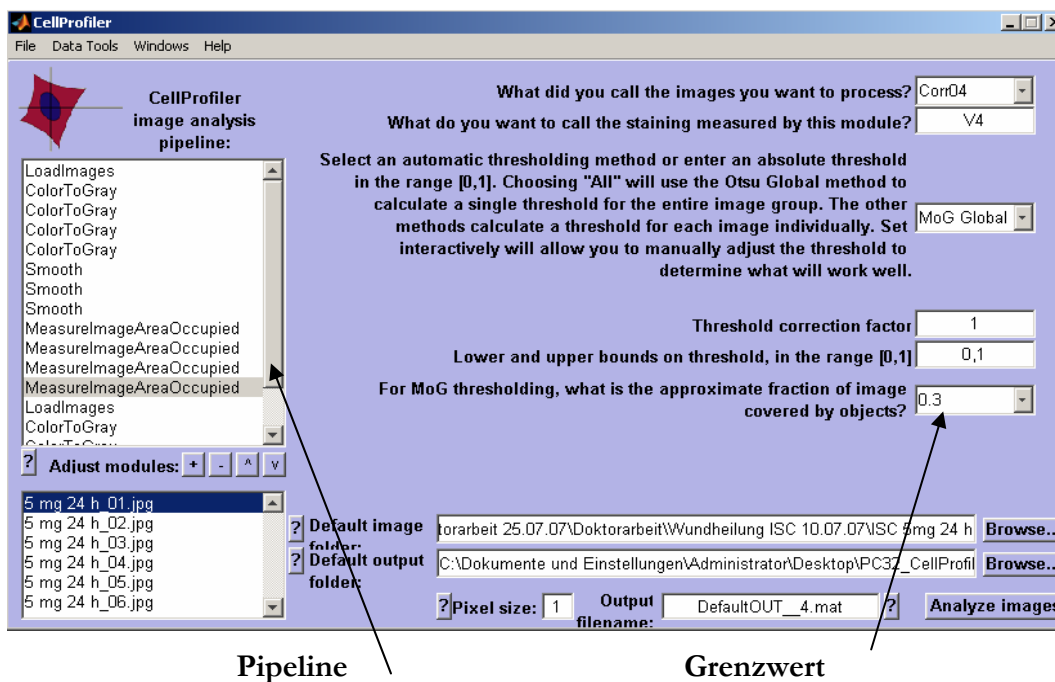 CellProfiler
File Data Tools Windows Help
CellProfiler
image analysis
pipeline:
LoadImages
ColorToGray
ColorToGray
ColorToGray
ColorToGray
Smooth
Smooth
Smooth
MeasureImageAreaOccupied
MeasureImageAreaOccupied
MeasureImageAreaOccupied
MeasureImageAreaOccupied
LoadImages
ColorToGray
ColorToGray
? Adjust modules: + - ^ v
5 mg 24 h_01.jpg
5 mg 24 h_02.jpg
5 mg 24 h_03.jpg
5 mg 24 h_04.jpg
5 mg 24 h_05.jpg
5 mg 24 h_06.jpg
What did you call the images you want to process? Corr04
What do you want to call the staining measured by this module? V4
Select an automatic thresholding method or enter an absolute threshold
in the range [0,1]. Choosing "All" will use the Otsu Global method to
calculate a single threshold for the entire image group. The other
methods calculate a threshold for each image individually. Set
interactively will allow you to manually adjust the threshold to
determine what will work well.
MoG Global
Threshold correction factor 1
Lower and upper bounds on threshold, in the range [0,1] 0,1
For MoG thresholding, what is the approximate fraction of image
covered by objects? 0.3
? Default image
folder:
torarbeit 25.07.07\Doktorarbeit\Wundheilung ISC 10.07.07\ISC 5mg 24 h Browse...
? Default output
folder:
C:\Dokumente und Einstellungen\Administrator\Desktop\PC32_CellProfil Browse...
? Pixel size: 1 Output
filename: DefaultOUT__4.mat ? Analyze images
Pipeline Grenzwert